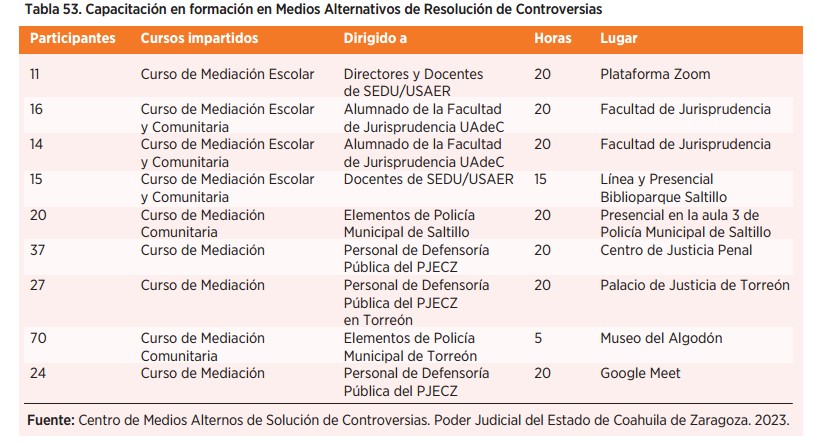 Tabla 53. Capacitación en formación en Medios Alternativos de Resolución de Controversias
Participantes Cursos impartidos Dirigido a Horas Lugar
11 Curso de Mediación Escolar Directores y Docentes 20 Plataforma Zoom
de SEDU/USAER
16 Curso de Mediación Escolar Alumnado de la Facultad 20 Facultad de Jurisprudencia
y Comunitaria de Jurisprudencia UAdeC
14 Curso de Mediación Escolar Alumnado de la Facultad 20 Facultad de Jurisprudencia
y Comunitaria de Jurisprudencia UAdeC
15 Curso de Mediación Escolar Docentes de SEDU/USAER 15 Línea y Presencial
y Comunitaria Biblioparque Saltillo
20 Curso de Mediación Elementos de Policía 20 Presencial en la aula 3 de
Comunitaria Municipal de Saltillo Policía Municipal de Saltillo
37 Curso de Mediación Personal de Defensoría 20 Centro de Justicia Penal
Pública del PJECZ
27 Curso de Mediación Personal de Defensoría 20 Palacio de Justicia de Torreón
Pública del PJECZ
en Torreón
70 Curso de Mediación Elementos de Policía 5 Museo del Algodón
Comunitaria Municipal de Torreón
24 Curso de Mediación Personal de Defensoría 20 Google Meet
Pública del PJECZ
Fuente: Centro de Medios Alternos de Solución de Controversias. Poder Judicial del Estado de Coahuila de Zaragoza. 2023.